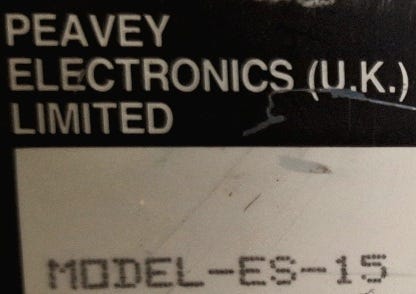 PEAVEY
ELECTRONICS (U.K.)
LIMITED
MODEL-ES-15